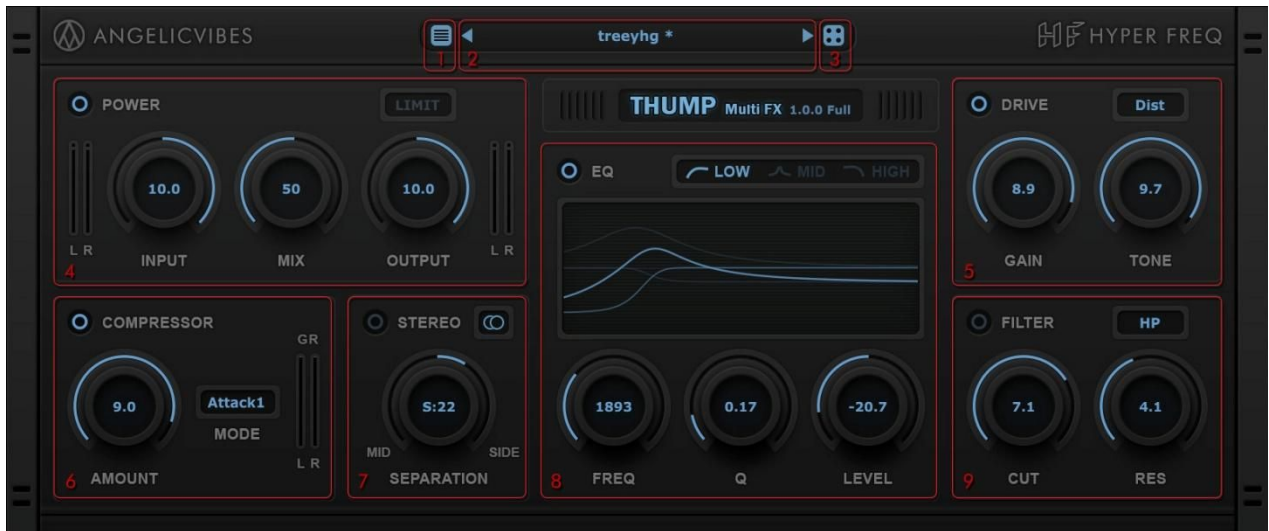 ANGELICVIBES
treeyhg *
HYPER FREQ
1
2
3
POWER
LIMIT
10.0
50
10.0
L R
INPUT
MIX
OUTPUT
L R
4
THUMP Multi FX 1.0.0 Full
DRIVE
Dist
8.9
9.7
GAIN
TONE
5
COMPRESSOR
GR
9.0
Attack1
MODE
L R
6
AMOUNT
STEREO
S:22
MID
SIDE
7
SEPARATION
EQ
LOW
MID
HIGH
1893
0.17
-20.7
8
FREQ
Q
LEVEL
FILTER
HP
7.1
4.1
9
CUT
RES